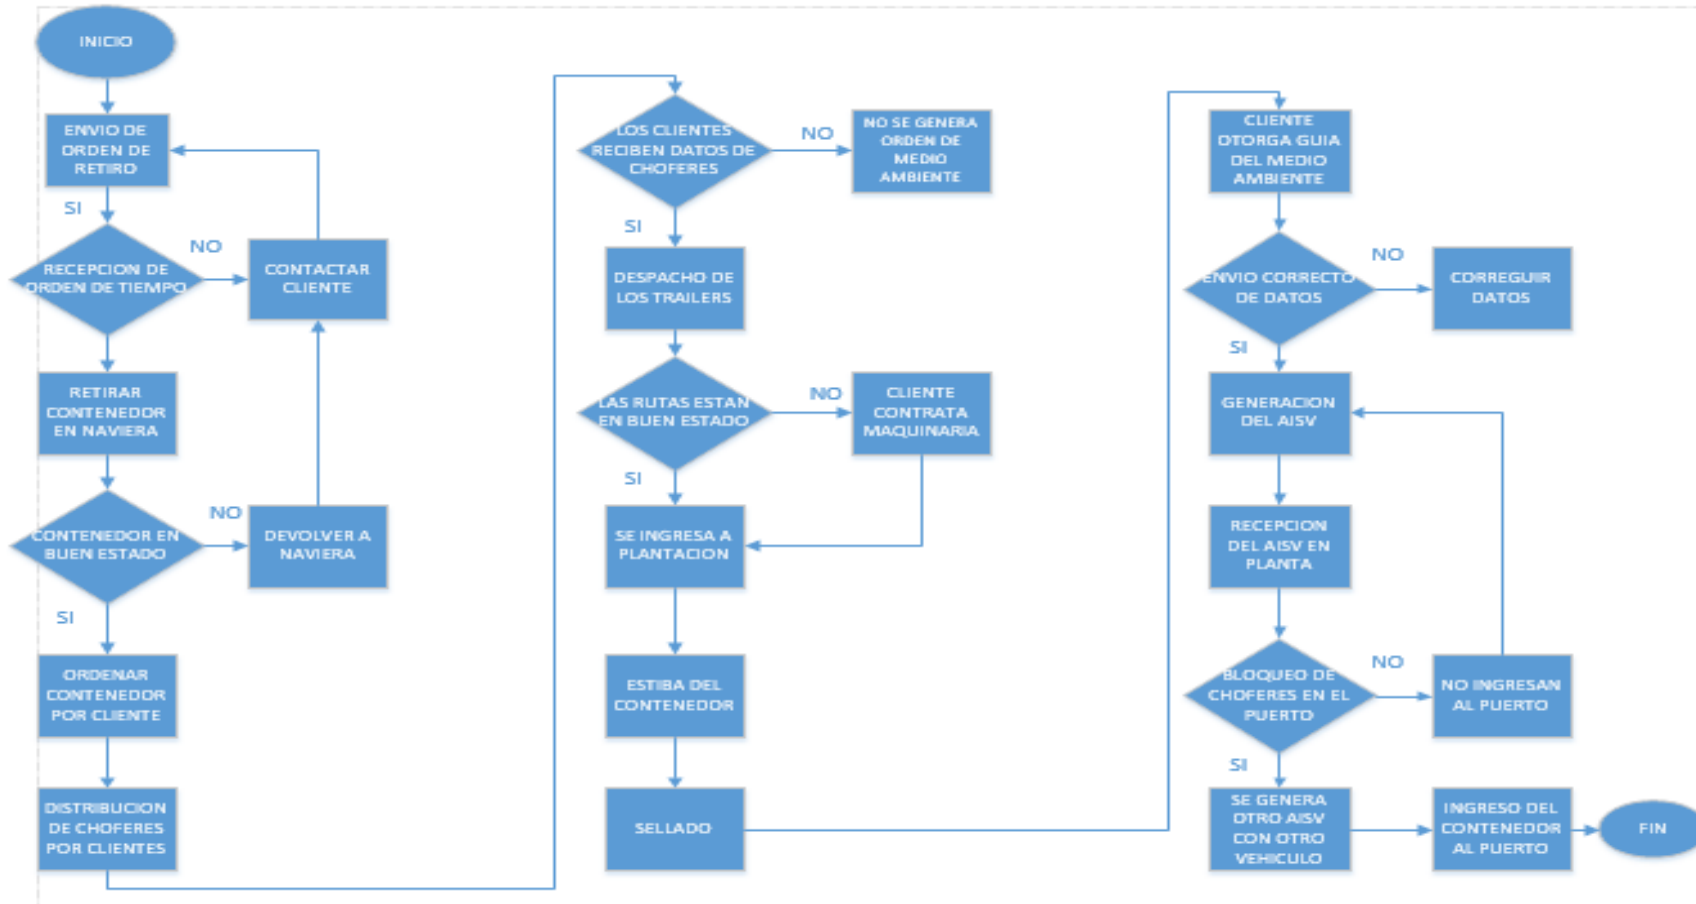 INICIO
ENVIO DE
ORDEN DE
RETIRO
SI
RECEPCION DE
ORDEN DE TIEMPO
NO
CONTACTAR
CLIENTE
RETIRAR
CONTENEDOR
EN NAVIERA
CONTENEDOR EN
BUEN ESTADO
NO
DEVOLVER A
NAVIERA
SI
ORDENAR
CONTENEDOR
POR CLIENTE
DISTRIBUCION
DE CHOFERES
POR CLIENTES
LOS CLIENTES
RECIBEN DATOS DE
CHOFERES
NO
NO SE GENERA
ORDEN DE
MEDIO
AMBIENTE
SI
DESPACHO DE
LOS TRAILERS
LAS RUTAS ESTAN
EN BUEN ESTADO
NO
CLIENTE
CONTRATA
MAQUINARIA
SI
SE INGRESA A
PLANTACION
ESTIBA DEL
CONTENEDOR
SELLADO
CLIENTE
OTORGA GUIA
DEL MEDIO
AMBIENTE
ENVIO CORRECTO
DE DATOS
NO
CORREGUIR
DATOS
SI
GENERACION
DEL AISV
RECEPCION
DEL AISV EN
PLANTA
BLOQUEO DE
CHOFERES EN EL
PUERTO
NO
NO INGRESAN
AL PUERTO
SI
SE GENERA
OTRO AISV
CON OTRO
VEHICULO
INGRESO DEL
CONTENEDOR
AL PUERTO
FIN